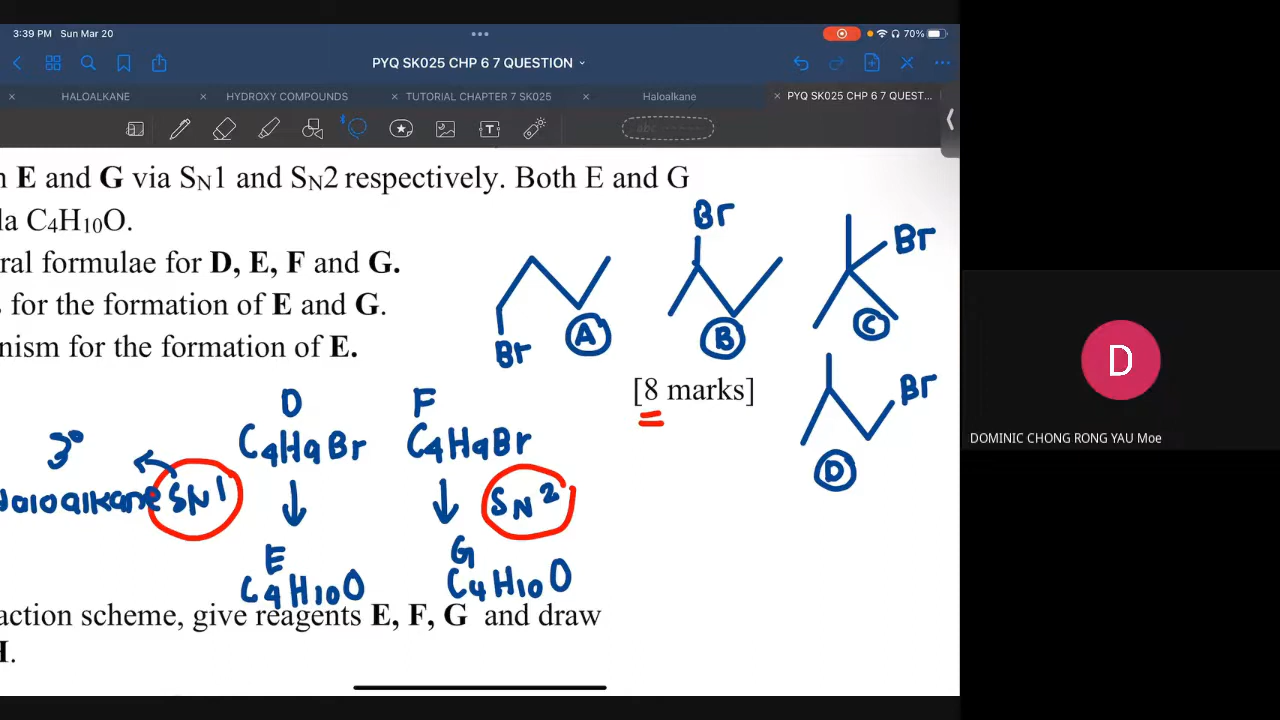 3:39 PM Sun Mar 20
70%
PYQ SK025 CHP 6 7 QUESTION
HALOALKANE
HYDROXY COMPOUNDS
TUTORIAL CHAPTER 7 SK025
Haloalkane
PYQ SK025 CHP 6 7 QUEST...
abc
n E and G via SN1 and SN2 respectively. Both E and G
la C4H10O.
ral formulae for D, E, F and G.
s for the formation of E and G.
nism for the formation of E.
[8 marks]
Br
A
Br
B
Br
C
Br
D
3°
Haloalkane
SN1
D
C4H9Br
E
C4H10O
F
C4H9Br
SN2
G
C4H10O
action scheme, give reagents E, F, G and draw
H.
D
DOMINIC CHONG RONG YAU Moe